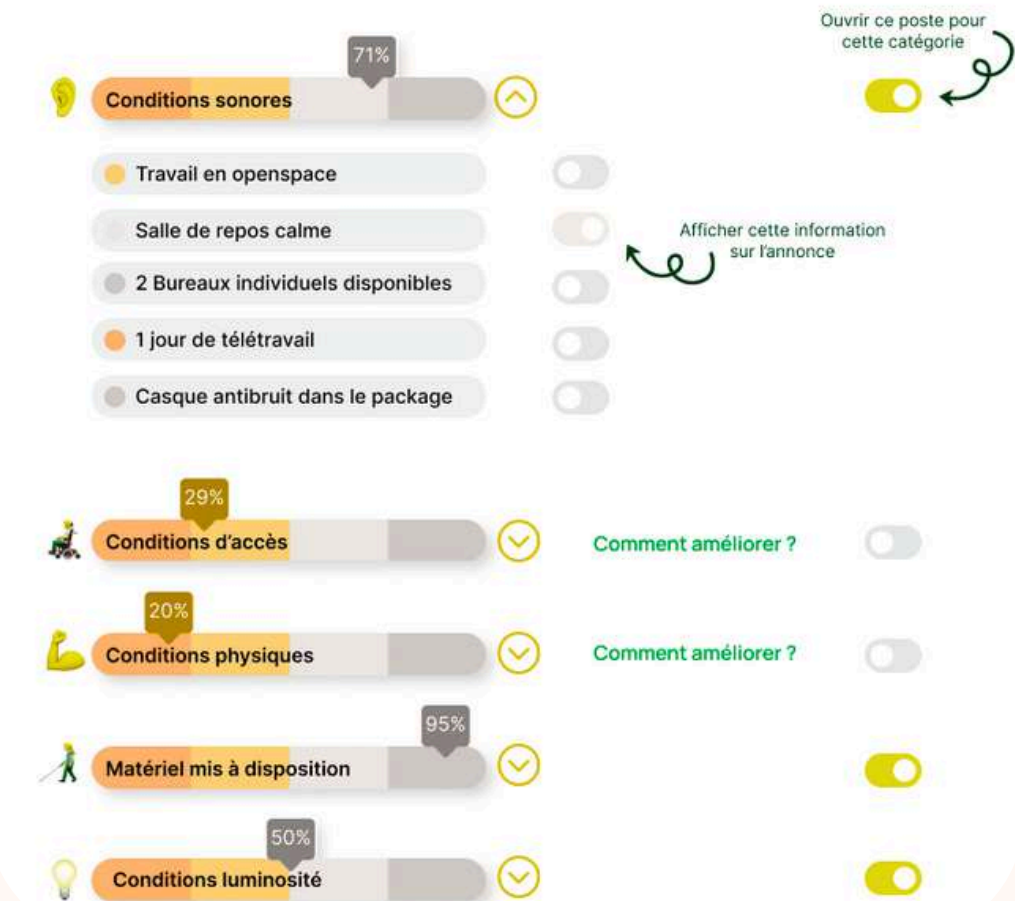 Ouvrir ce poste pour
cette catégorie
71%
Conditions sonores
Travail en openspace
Salle de repos calme
Afficher cette information
sur l'annonce
2 Bureaux individuels disponibles
1 jour de télétravail
Casque antibruit dans le package
29%
Conditions d'accès
Comment améliorer ?
20%
Conditions physiques
Comment améliorer ?
95%
Matériel mis à disposition
50%
Conditions luminosité